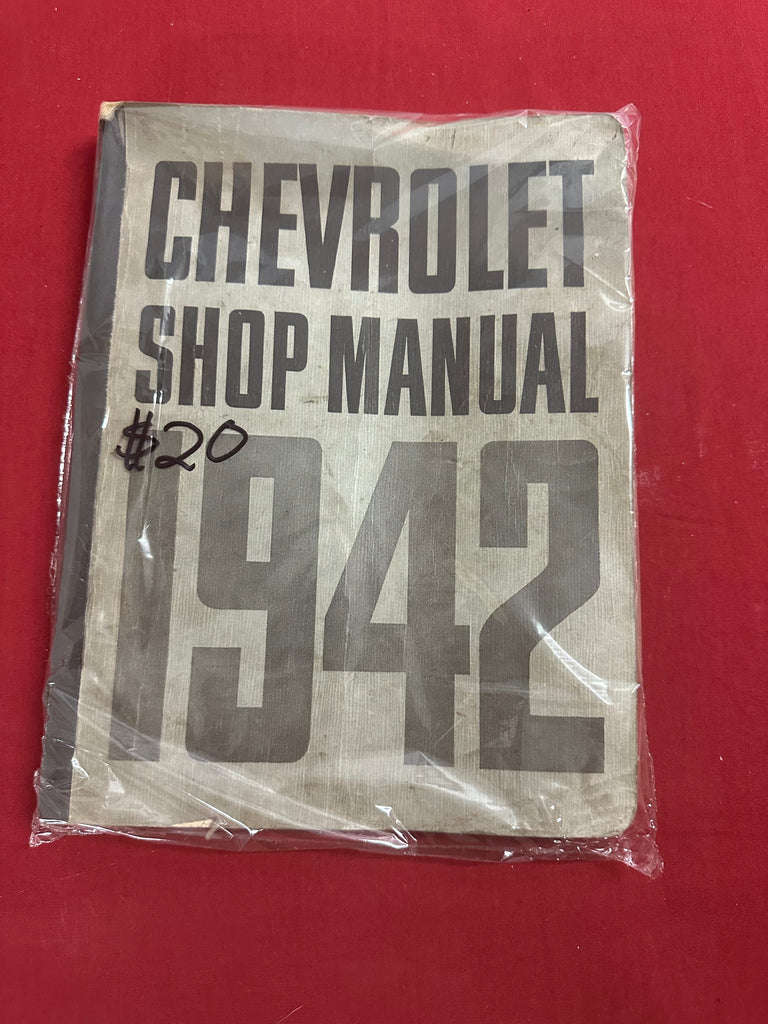 CHEVROLET
SHOP MANUAL
$20
1942